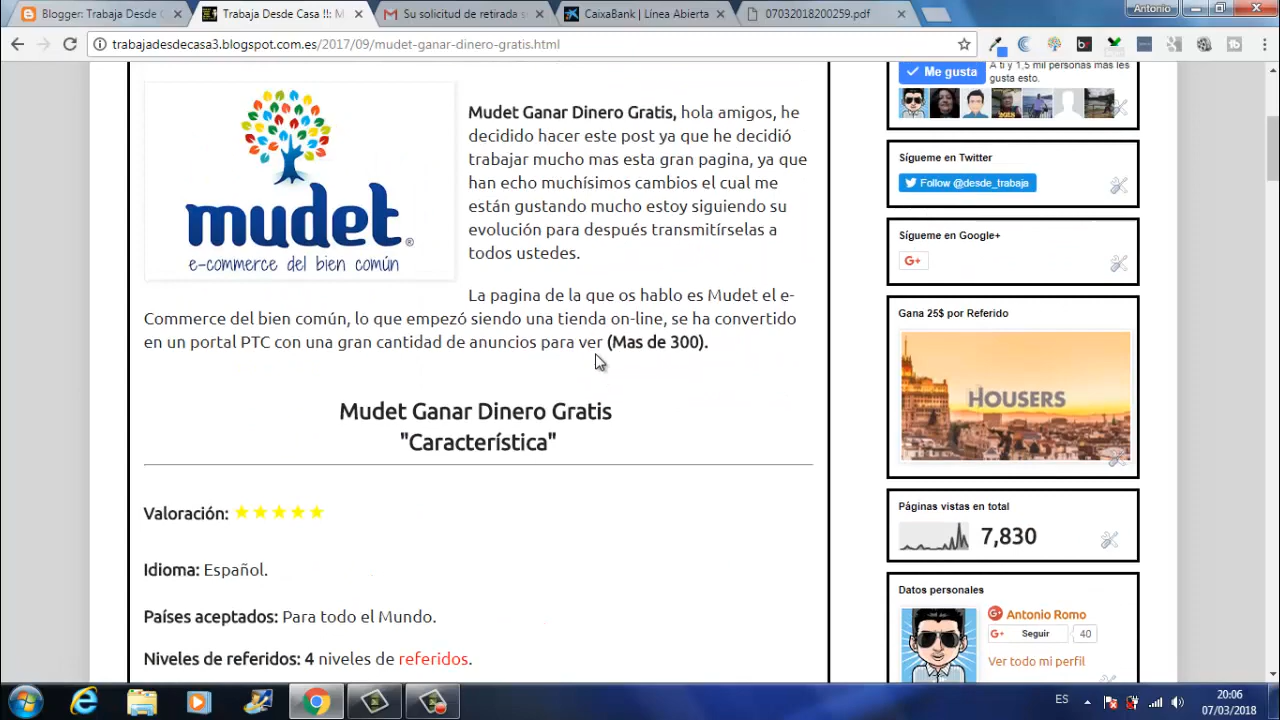 Blogger: Trabaja Desde C
Trabaja Desde Casa !!: M
Su solicitud de retirada s
CaixaBank | Línea Abierta
07032018200259.pdf
Antonio
trabajadesdecasa3.blogspot.com.es/2017/09/mudet-ganar-dinero-gratis.html
mudet®
e-commerce del bien común
Mudet Ganar Dinero Gratis, hola amigos, he
decidido hacer este post ya que he decidió
trabajar mucho mas esta gran pagina, ya que
han echo muchísimos cambios el cual me
están gustando mucho estoy siguiendo su
evolución para después transmitírselas a
todos ustedes.
La pagina de la que os hablo es Mudet el e-
Commerce del bien común, lo que empezó siendo una tienda on-line, se ha convertido
en un portal PTC con una gran cantidad de anuncios para ver (Mas de 300).
Mudet Ganar Dinero Gratis
"Característica"
Valoración:
Idioma: Español.
Países aceptados: Para todo el Mundo.
Niveles de referidos: 4 niveles de referidos.
Me gusta
A ti y 1,5 mil personas más les
gusta esto.
Sígueme en Twitter
Follow @desde_trabaja
Sígueme en Google+
G+
Gana 25$ por Referido
HOUSERS
Páginas vistas en total
7,830
Datos personales
G+ Antonio Romo
G+ Seguir 40
Ver todo mi perfil
ES
20:06
07/03/2018